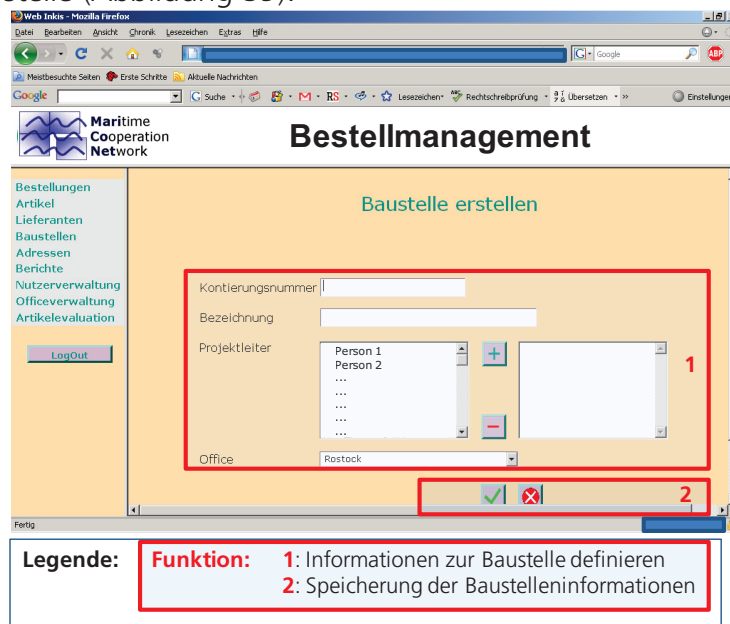 Web Inkis - Mozilla Firefox
Datei Bearbeiten Ansicht Chronik Lesezeichen Extras Hilfe
G Google ABP
Meistbesuchte Seiten Erste Schritte Aktuelle Nachrichten
Google G Suche RS Lesezeichen Rechtschreibprüfung Übersetzen » Einstellungen
Maritime
Cooperation
Network
Bestellmanagement
Bestellungen
Artikel
Lieferanten
Baustellen
Adressen
Berichte
Nutzerverwaltung
Officeverwaltung
Artikelevaluation
LogOut
Baustelle erstellen
Kontierungsnummer
Bezeichnung
Projektleiter
Person 1
Person 2
...
...
...
...
...
+
−
1
Office Rostock
2
Fertig
Legende: Funktion: 1: Informationen zur Baustelle definieren
2: Speicherung der Baustelleninformationen